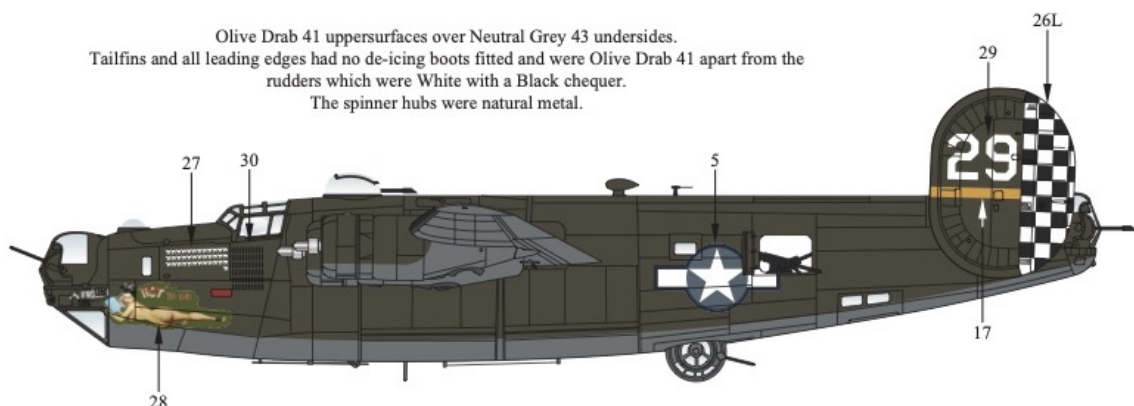 Olive Drab 41 uppersurfaces over Neutral Grey 43 undersides.
Tailfins and all leading edges had no de-icing boots fitted and were Olive Drab 41 apart from the
rudders which were White with a Black chequer.
The spinner hubs were natural metal.
26L
29
27
30
5
29
17
28